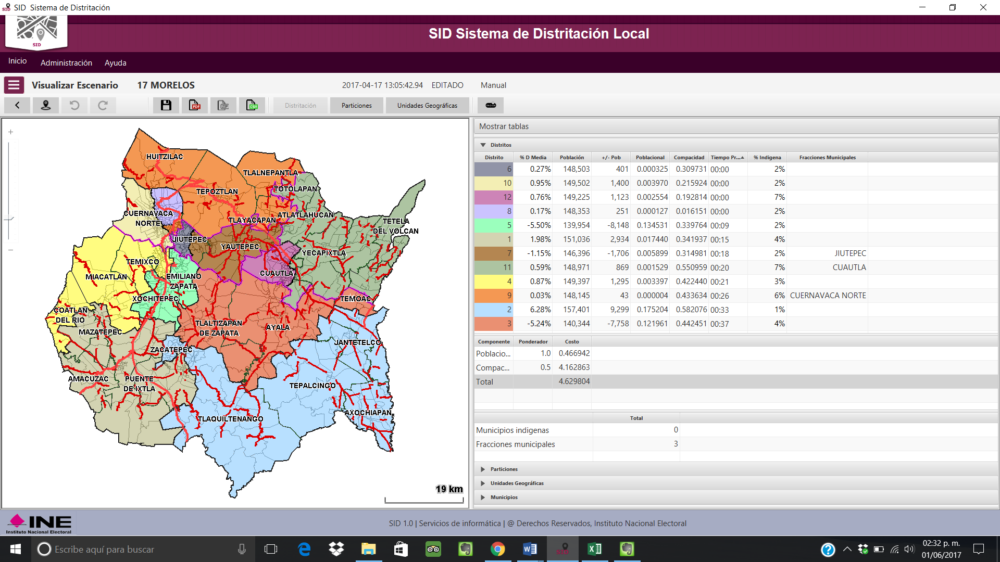 SID Sistema de Distritación
SID
SID Sistema de Distritación Local
Inicio Administración Ayuda
Visualizar Escenario 17 MORELOS 2017-04-17 13:05:42.94 EDITADO Manual
PDF ZIP CSV Distritación Particiones Unidades Geográficas
HUITZILAC
TLALNEPANTLA
TOTOLAPAN
TEPOZTLAN
CUERNAVACA
NORTE
TLAYACAPAN
ATLATLAHUCAN
TETELA
DEL VOLCAN
JIUTEPEC
YAUTEPEC
YECAPIXTLA
TEMIXCO
MIACATLAN
EMILIANO
ZAPATA
CUAUTLA
XOCHITEPEC
TEMOAC
COATLAN
DEL RIO
MAZATEPEC
TLALTIZAPAN
DE ZAPATA
AYALA
ZACATEPEC
JANTETELCO
AMACUZAC
PUENTE
DE IXTLA
TEPALCINGO
TLAQUILTENANGO
AXOCHIAPAN
19 km
Mostrar tablas
Distritos
Distrito % D Media Población +/- Pob Poblacional Compacidad Tiempo Pr... % Indigena Fracciones Municipales
6 0.27% 148,503 401 0.000325 0.309731 00:00 2%
10 0.95% 149,502 1,400 0.003970 0.215924 00:00 2%
12 0.76% 149,225 1,123 0.002554 0.192814 00:00 7%
8 0.17% 148,353 251 0.000127 0.016151 00:00 2%
5 -5.50% 139,954 -8,148 0.134531 0.339764 00:09 2%
1 1.98% 151,036 2,934 0.017440 0.341937 00:15 4%
7 -1.15% 146,396 -1,706 0.005899 0.314981 00:18 2% JIUTEPEC
11 0.59% 148,971 869 0.001529 0.550959 00:20 7% CUAUTLA
4 0.87% 149,397 1,295 0.003397 0.422440 00:21 3%
9 0.03% 148,145 43 0.000004 0.433634 00:26 6% CUERNAVACA NORTE
2 6.28% 157,401 9,299 0.175204 0.582076 00:33 1%
3 -5.24% 140,344 -7,758 0.121961 0.442451 00:37 4%
Componente Ponderador Costo
Poblacio... 1.0 0.466942
Compac... 0.5 4.162863
Total 4.629804
Total
Municipios indigenas 0
Fracciones municipales 3
Particiones
Unidades Geográficas
Municipios
INE
Instituto Nacional Electoral
SID 1.0 | Servicios de informática | @ Derechos Reservados, Instituto Nacional Electoral
Escribe aquí para buscar
02:32 p. m.
01/06/2017